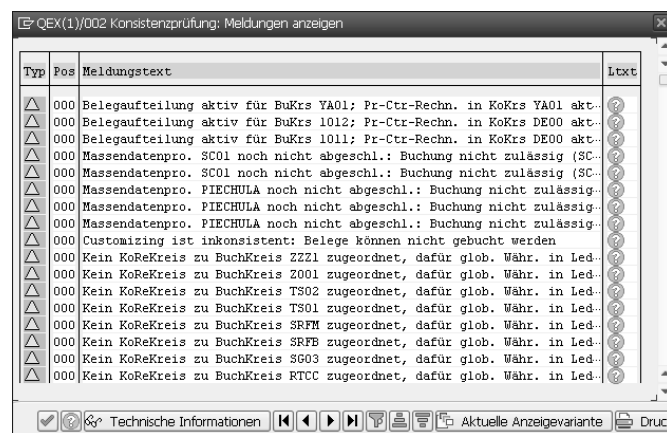 QEX(1)/002 Konsistenzprüfung: Meldungen anzeigen
Typ Pos Meldungstext Ltxt
000 Belegaufteilung aktiv für BuKrs YA01; Pr-Ctr-Rechn. in KoKrs YA01 akt…
000 Belegaufteilung aktiv für BuKrs 1012; Pr-Ctr-Rechn. in KoKrs DE00 akt…
000 Belegaufteilung aktiv für BuKrs 1011; Pr-Ctr-Rechn. in KoKrs DE00 akt…
000 Massendatenpro. SC01 noch nicht abgeschl.: Buchung nicht zulässig (SC…
000 Massendatenpro. SC01 noch nicht abgeschl.: Buchung nicht zulässig (SC…
000 Massendatenpro. PIECHULA noch nicht abgeschl.: Buchung nicht zulässig…
000 Massendatenpro. PIECHULA noch nicht abgeschl.: Buchung nicht zulässig…
000 Massendatenpro. PIECHULA noch nicht abgeschl.: Buchung nicht zulässig…
000 Customizing ist inkonsistent: Belege können nicht gebucht werden
000 Kein KoReKreis zu BuchKreis ZZZ1 zugeordnet, dafür glob. Währ. in Led…
000 Kein KoReKreis zu BuchKreis Z001 zugeordnet, dafür glob. Währ. in Led…
000 Kein KoReKreis zu BuchKreis TS02 zugeordnet, dafür glob. Währ. in Led…
000 Kein KoReKreis zu BuchKreis TS01 zugeordnet, dafür glob. Währ. in Led…
000 Kein KoReKreis zu BuchKreis SRFM zugeordnet, dafür glob. Währ. in Led…
000 Kein KoReKreis zu BuchKreis SRFB zugeordnet, dafür glob. Währ. in Led…
000 Kein KoReKreis zu BuchKreis SG03 zugeordnet, dafür glob. Währ. in Led…
000 Kein KoReKreis zu BuchKreis RTCC zugeordnet, dafür glob. Währ. in Led…
Technische Informationen Aktuelle Anzeigevariante Druc